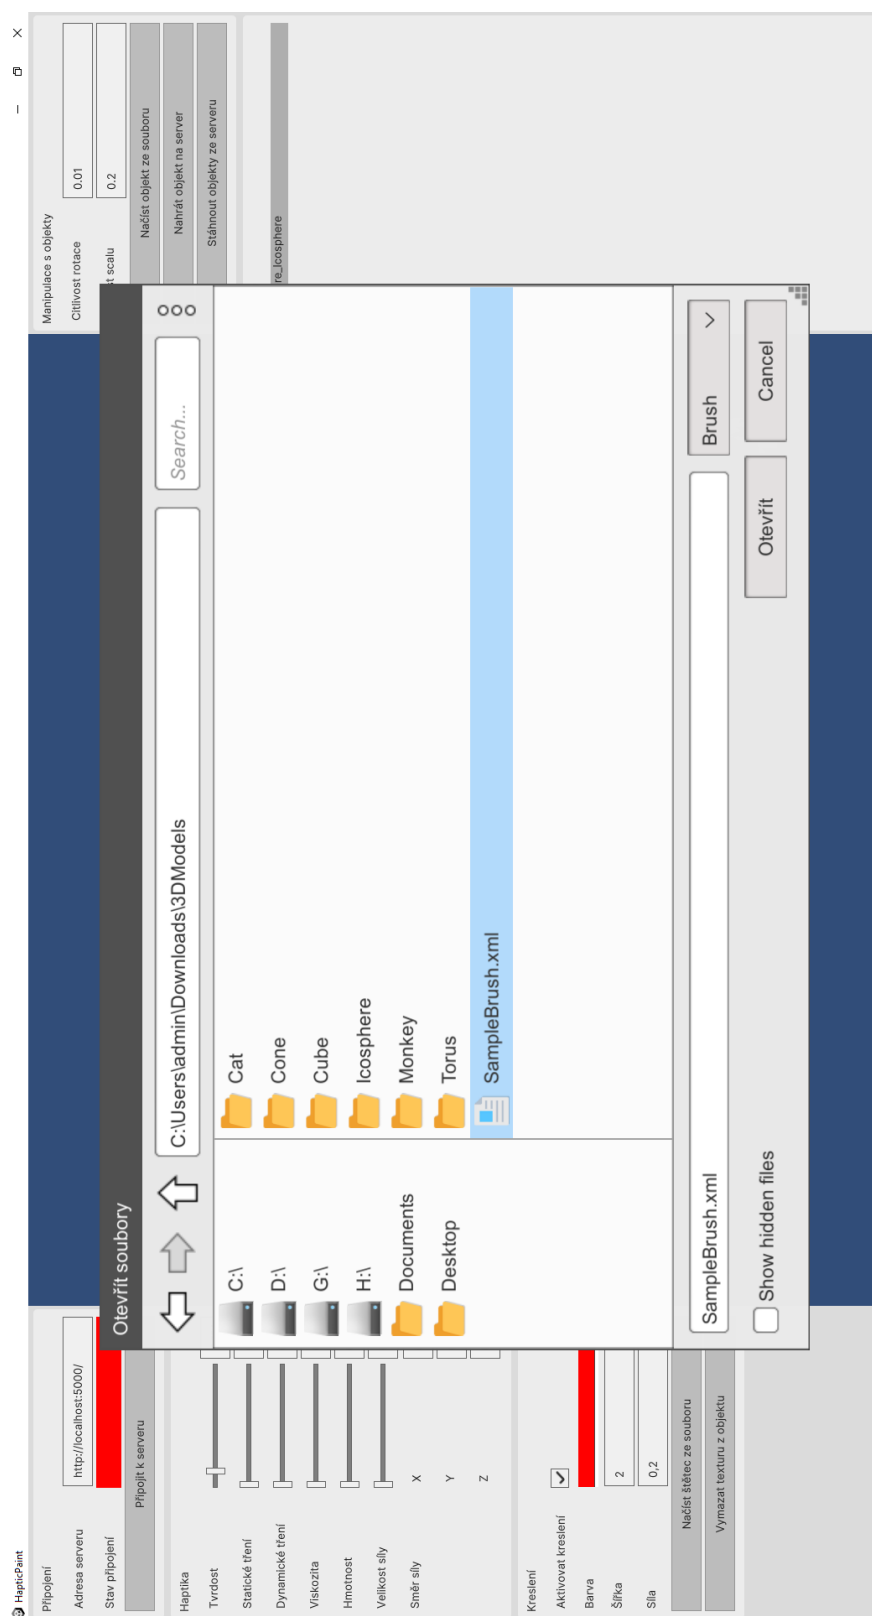 HapticPaint
Připojení
Adresa serveru
http://localhost:5000/
Stav připojení
Připojit k serveru
Haptika
Tvrdost
Statické tření
Dynamické tření
Viskozita
Hmotnost
Velikost síly
Směr síly
X
Y
Z
Kreslení
Aktivovat kreslení
Barva
Šířka
2
Síla
0,2
Načíst štětec ze souboru
Vymazat texturu z objektu
Otevřít soubory
C:\Users\admin\Downloads\3DModels
Search...
C:\
D:\
G:\
H:\
Documents
Desktop
Cat
Cone
Cube
Icosphere
Monkey
Torus
SampleBrush.xml
SampleBrush.xml
Brush
Show hidden files
Otevřít
Cancel
Manipulace s objekty
Citlivost rotace
0.01
st scalu
0.2
Načíst objekt ze souboru
Nahrát objekt na server
Stáhnout objekty ze serveru
re_Icosphere